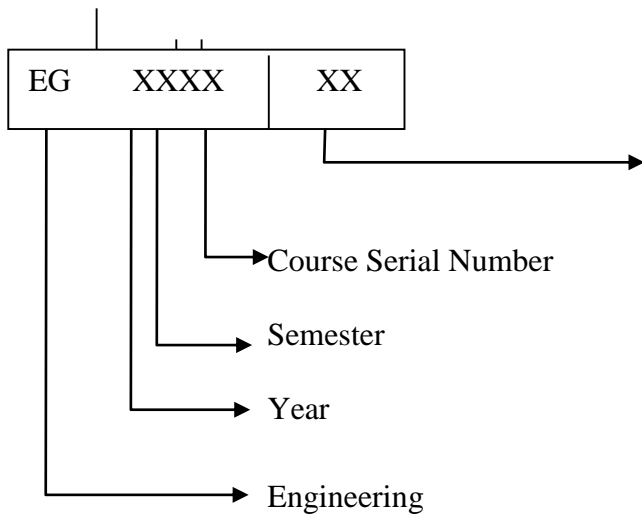 EG XXXX XX
Course Serial Number
Semester
Year
Engineering